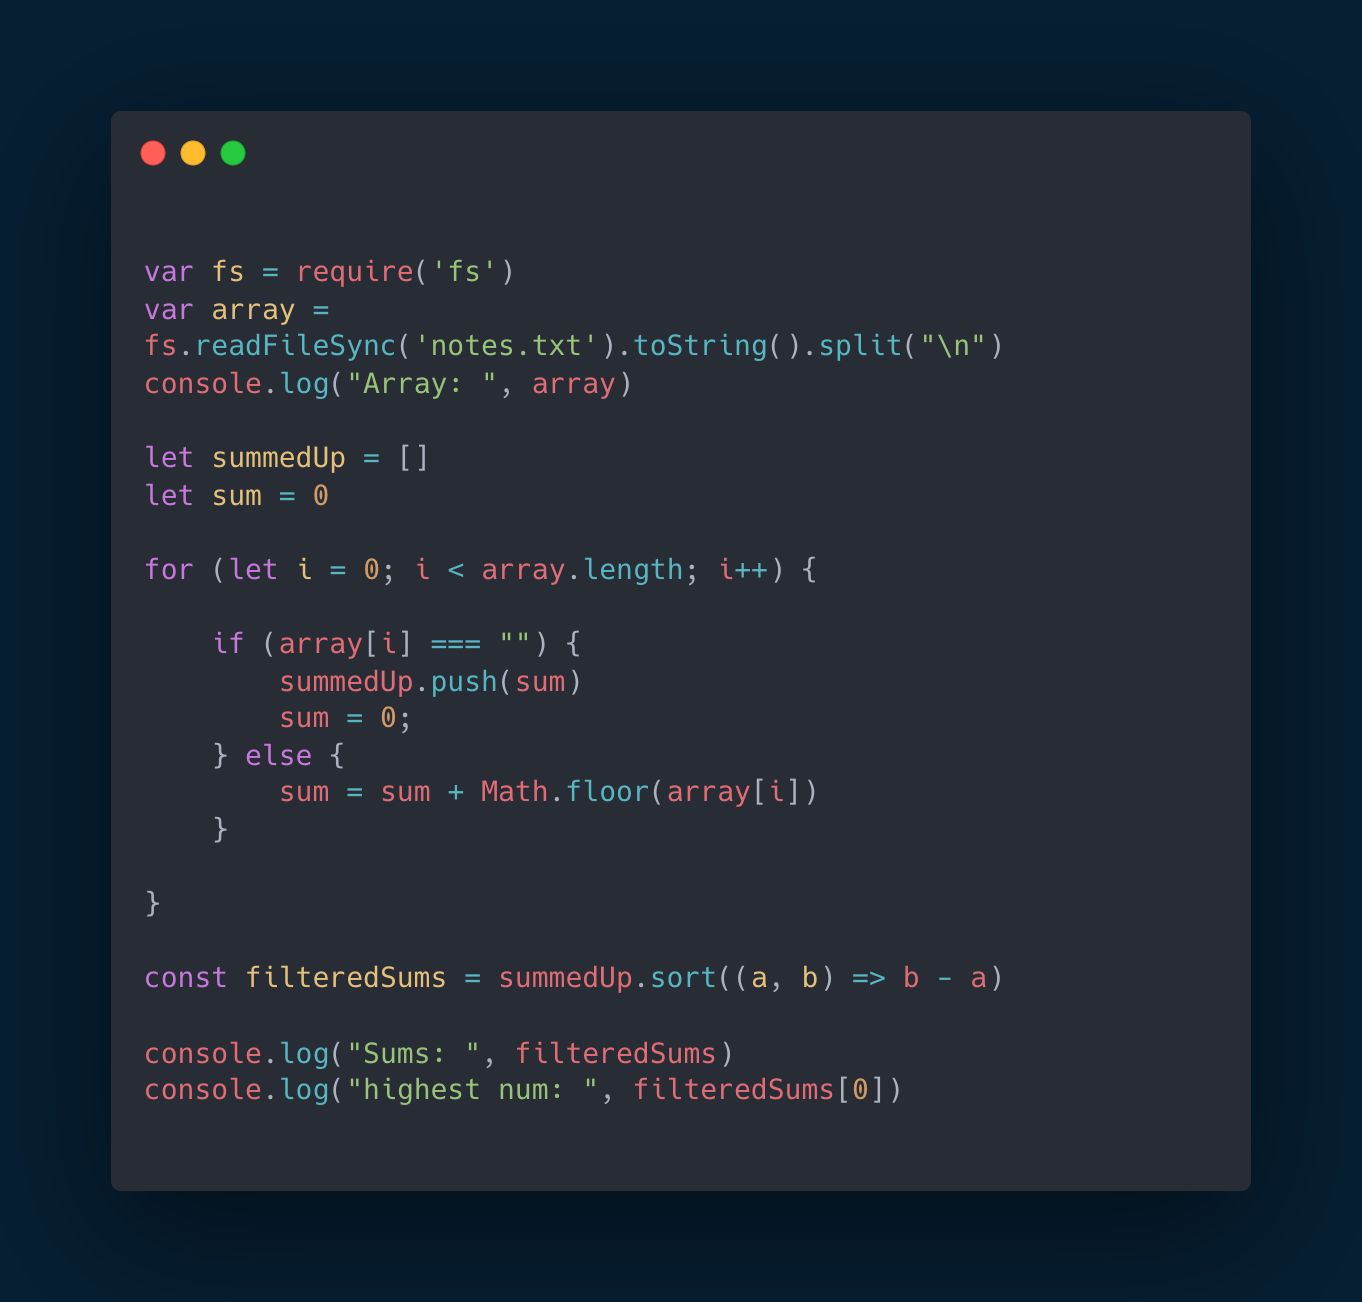 var fs = require('fs')
var array =
fs.readFileSync('notes.txt').toString().split("\n")
console.log("Array: ", array)

let summedUp = []
let sum = 0

for (let i = 0; i < array.length; i++) {

    if (array[i] === "") {
        summedUp.push(sum)
        sum = 0;
    } else {
        sum = sum + Math.floor(array[i])
    }

}

const filteredSums = summedUp.sort((a, b) => b - a)

console.log("Sums: ", filteredSums)
console.log("highest num: ", filteredSums[0])